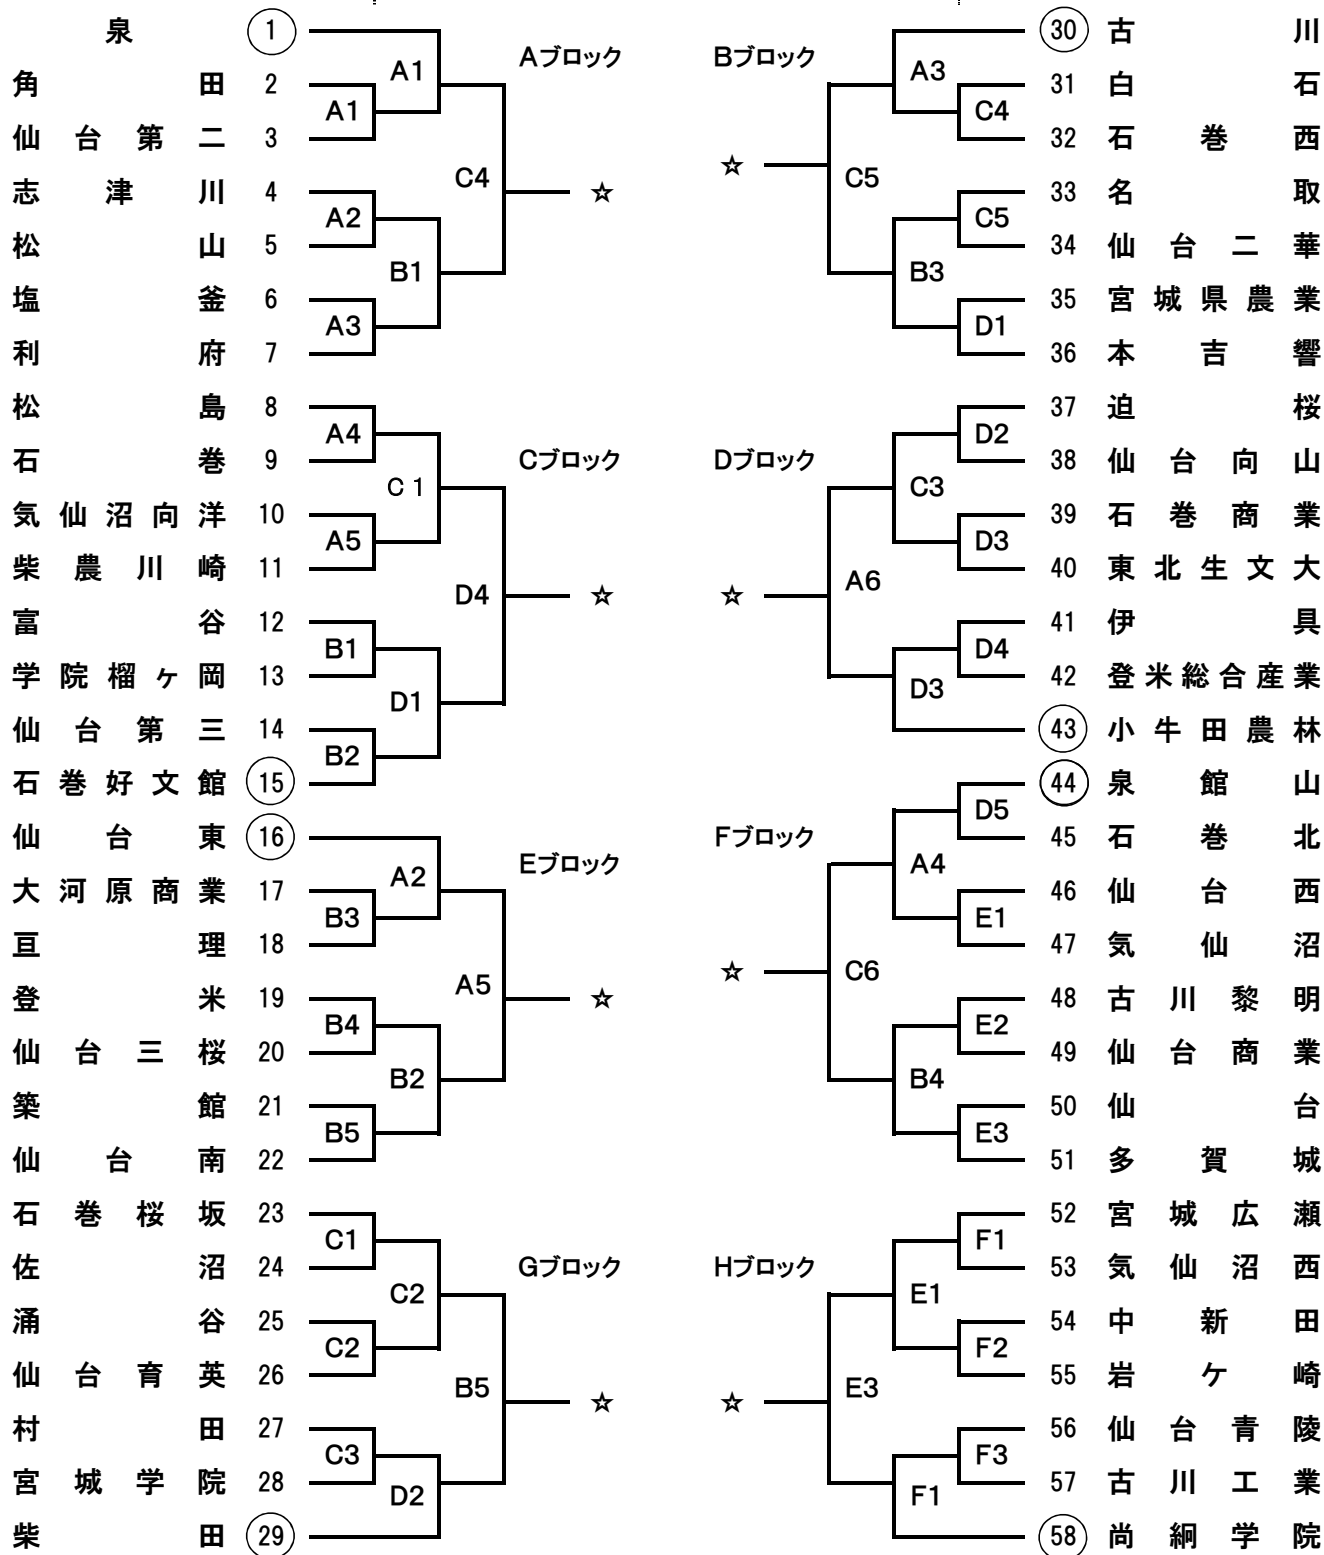 泉 1
A1 Aブロック
角田 2
A1
仙台第二 3
C4 ☆
志津川 4
A2
松山 5
B1
塩釜 6
A3
利府 7
松島 8
A4
石巻 9
Cブロック
C 1
気仙沼向洋 10
A5
柴農川崎 11
D4 ☆
富谷 12
B1
学院榴ヶ岡 13
D1
仙台第三 14
B2
石巻好文館 15
仙台東 16
A2 Eブロック
大河原商業 17
B3
亘理 18
A5 ☆
登米 19
B4
仙台三桜 20
B2
築館 21
B5
仙台南 22
石巻桜坂 23
C1
佐沼 24
Gブロック
C2
涌谷 25
C2
仙台育英 26
B5 ☆
村田 27
C3
宮城学院 28
D2
柴田 29
30 古川
Bブロック A3
31 白石
C4
32 石巻西
☆ C5
33 名取
C5
34 仙台二華
B3
35 宮城県農業
D1
36 本吉響
37 迫桜
D2
Dブロック
38 仙台向山
C3
39 石巻商業
D3
40 東北生文大
☆ A6
41 伊具
D4
42 登米総合産業
D3
43 小牛田農林
44 泉館山
D5
Fブロック
45 石巻北
A4
46 仙台西
E1
47 気仙沼
☆ C6
48 古川黎明
E2
49 仙台商業
B4
50 仙台
E3
51 多賀城
52 宮城広瀬
F1
Hブロック
53 気仙沼西
E1
54 中新田
F2
55 岩ケ崎
☆ E3
56 仙台青陵
F3
57 古川工業
F1
58 尚絅学院